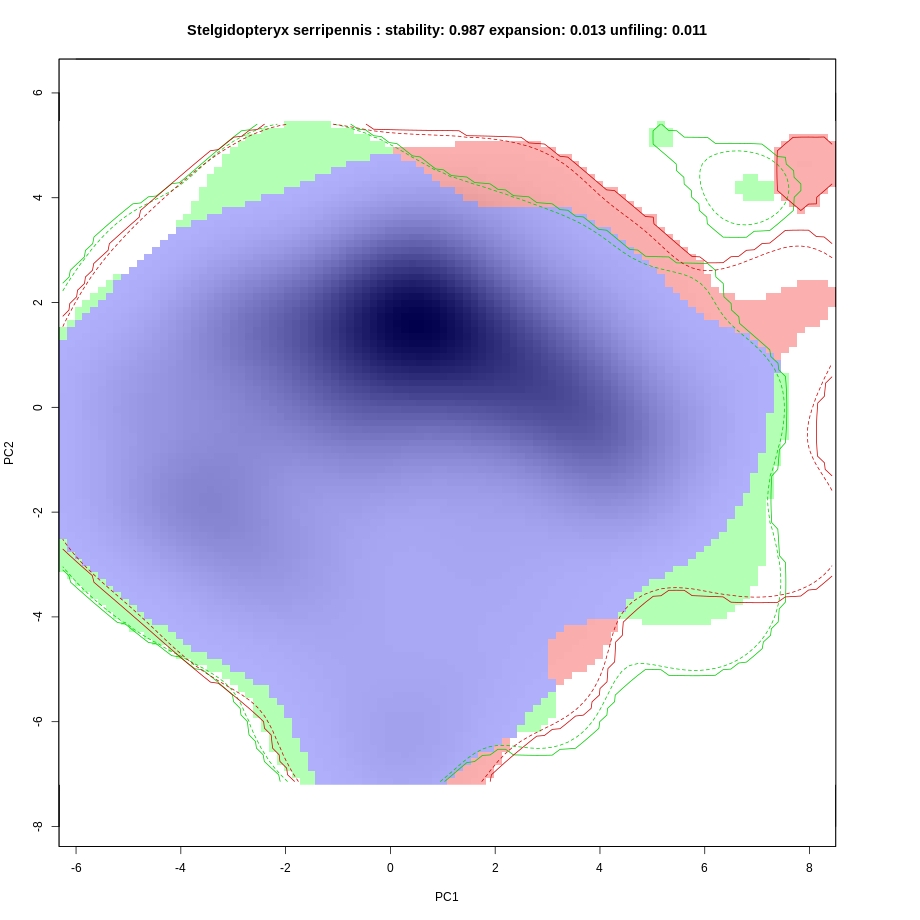 Stelgidopteryx serripennis : stability: 0.987 expansion: 0.013 unfiling: 0.011
6
4
2
0
-2
-4
-6
-8
PC2
-6 -4 -2 0 2 4 6 8
PC1